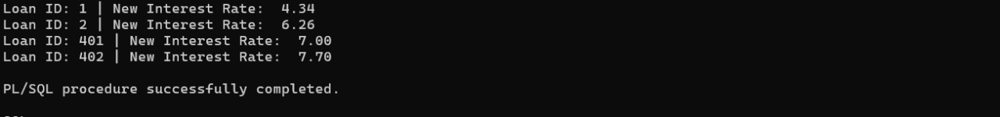 Loan ID: 1 | New Interest Rate:  4.34
Loan ID: 2 | New Interest Rate:  6.26
Loan ID: 401 | New Interest Rate:  7.00
Loan ID: 402 | New Interest Rate:  7.70
PL/SQL procedure successfully completed.